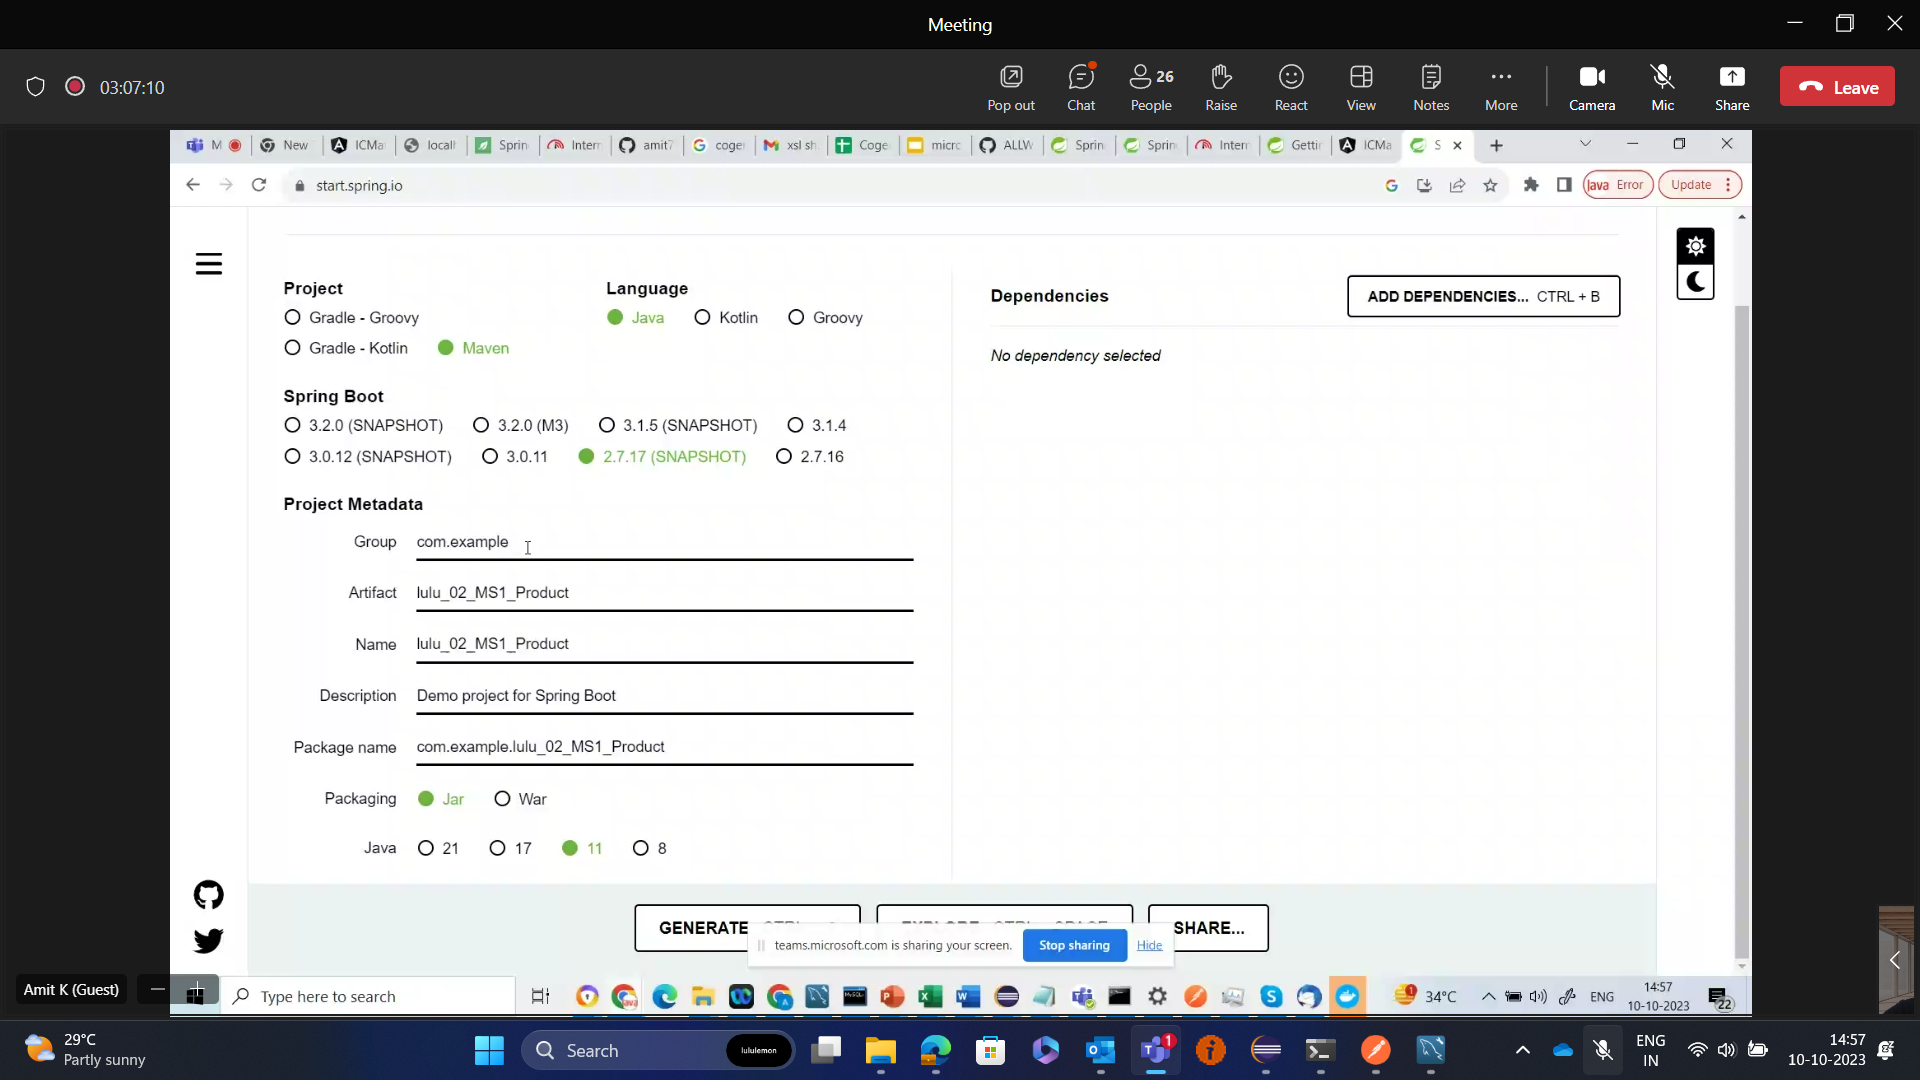 Meeting
03:07:10
Pop out
Chat
26
People
Raise
React
View
Notes
More
Camera
Mic
Share
Leave
M
New
ICMa
locall
Sprin
Intern
amit7
coge
xsl sh
Coge
micro
ALLW
Sprin
Sprin
Intern
Getti
ICMa
S
start.spring.io
Java Error
Update
Project
Gradle - Groovy
Gradle - Kotlin
Maven
Language
Java
Kotlin
Groovy
Spring Boot
3.2.0 (SNAPSHOT)
3.2.0 (M3)
3.1.5 (SNAPSHOT)
3.1.4
3.0.12 (SNAPSHOT)
3.0.11
2.7.17 (SNAPSHOT)
2.7.16
Project Metadata
Group com.example
Artifact lulu_02_MS1_Product
Name lulu_02_MS1_Product
Description Demo project for Spring Boot
Package name com.example.lulu_02_MS1_Product
Packaging Jar War
Java 21 17 11 8
Dependencies
ADD DEPENDENCIES... CTRL + B
No dependency selected
GENERATE
SHARE...
teams.microsoft.com is sharing your screen.
Stop sharing
Hide
Amit K (Guest)
Type here to search
34°C
ENG
14:57
10-10-2023
22
29°C
Partly sunny
Search
lululemon
1
ENG
IN
14:57
10-10-2023